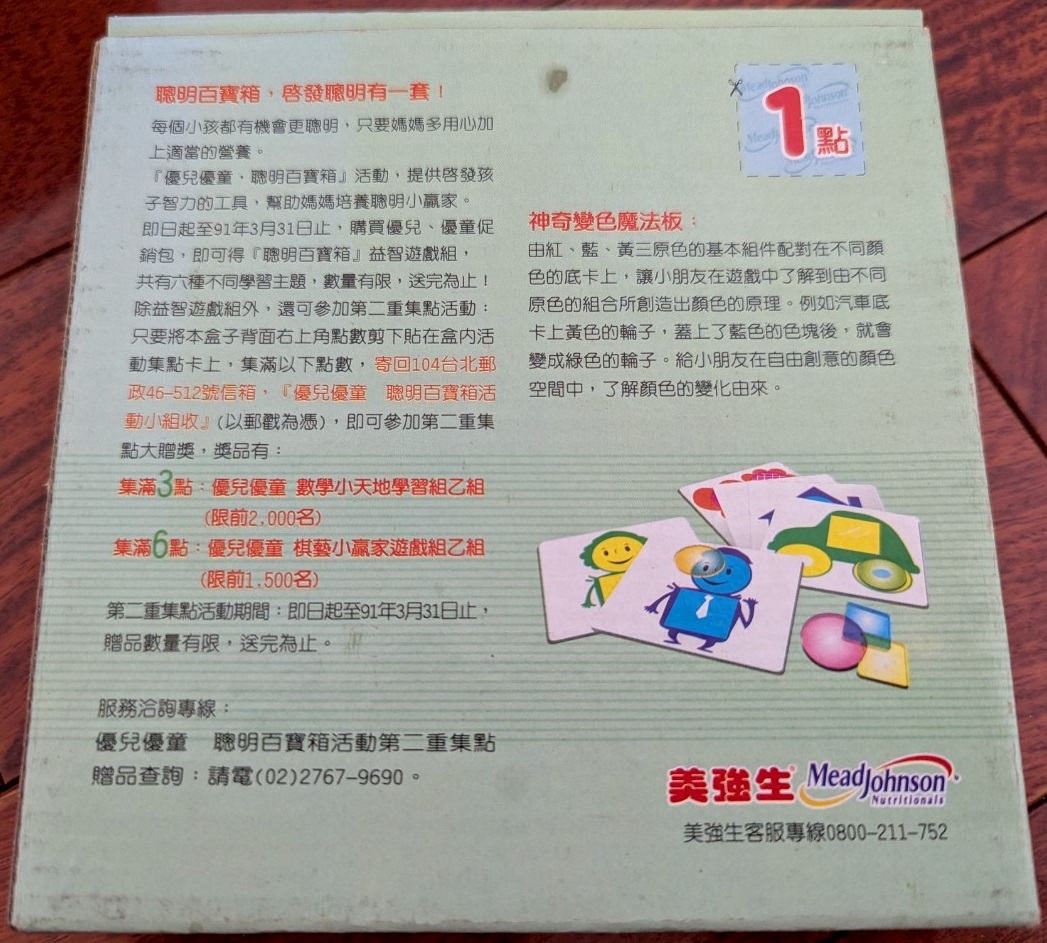 聰明百寶箱、啓發聰明有一套！
每個小孩都有機會更聰明，只要媽媽多用心加
上適當的營養。
『優兒優童、聰明百寶箱』活動，提供啓發孩
子智力的工具，幫助媽媽培養聰明小贏家。
即日起至91年3月31日止，購買優兒、優童促
銷包，即可得『聰明百寶箱』益智遊戲組，
共有六種不同學習主題，數量有限，送完為止！
除益智遊戲組外，還可參加第二重集點活動：
只要將本盒子背面右上角點數剪下貼在盒內活
動集點卡上，集滿以下點數，寄回104台北郵
政46-512號信箱，『優兒優童　聰明百寶箱活
動小組收』(以郵戳為憑)，即可參加第二重集
點大贈獎，獎品有：
集滿3點：優兒優童 數學小天地學習組乙組
(限前2,000名)
集滿6點：優兒優童 棋藝小贏家遊戲組乙組
(限前1,500名)
第二重集點活動期間：即日起至91年3月31日止，
贈品數量有限，送完為止。
服務洽詢專線：
優兒優童　聰明百寶箱活動第二重集點
贈品查詢：請電(02)2767-9690。
MeadJohnson
1點
神奇變色魔法板：
由紅、藍、黃三原色的基本組件配對在不同顏
色的底卡上，讓小朋友在遊戲中了解到由不同
原色的組合所創造出顏色的原理。例如汽車底
卡上黃色的輪子，蓋上了藍色的色塊後，就會
變成綠色的輪子。給小朋友在自由創意的顏色
空間中，了解顏色的變化由來。
美強生 MeadJohnson
Nutritionals
美強生客服專線0800-211-752